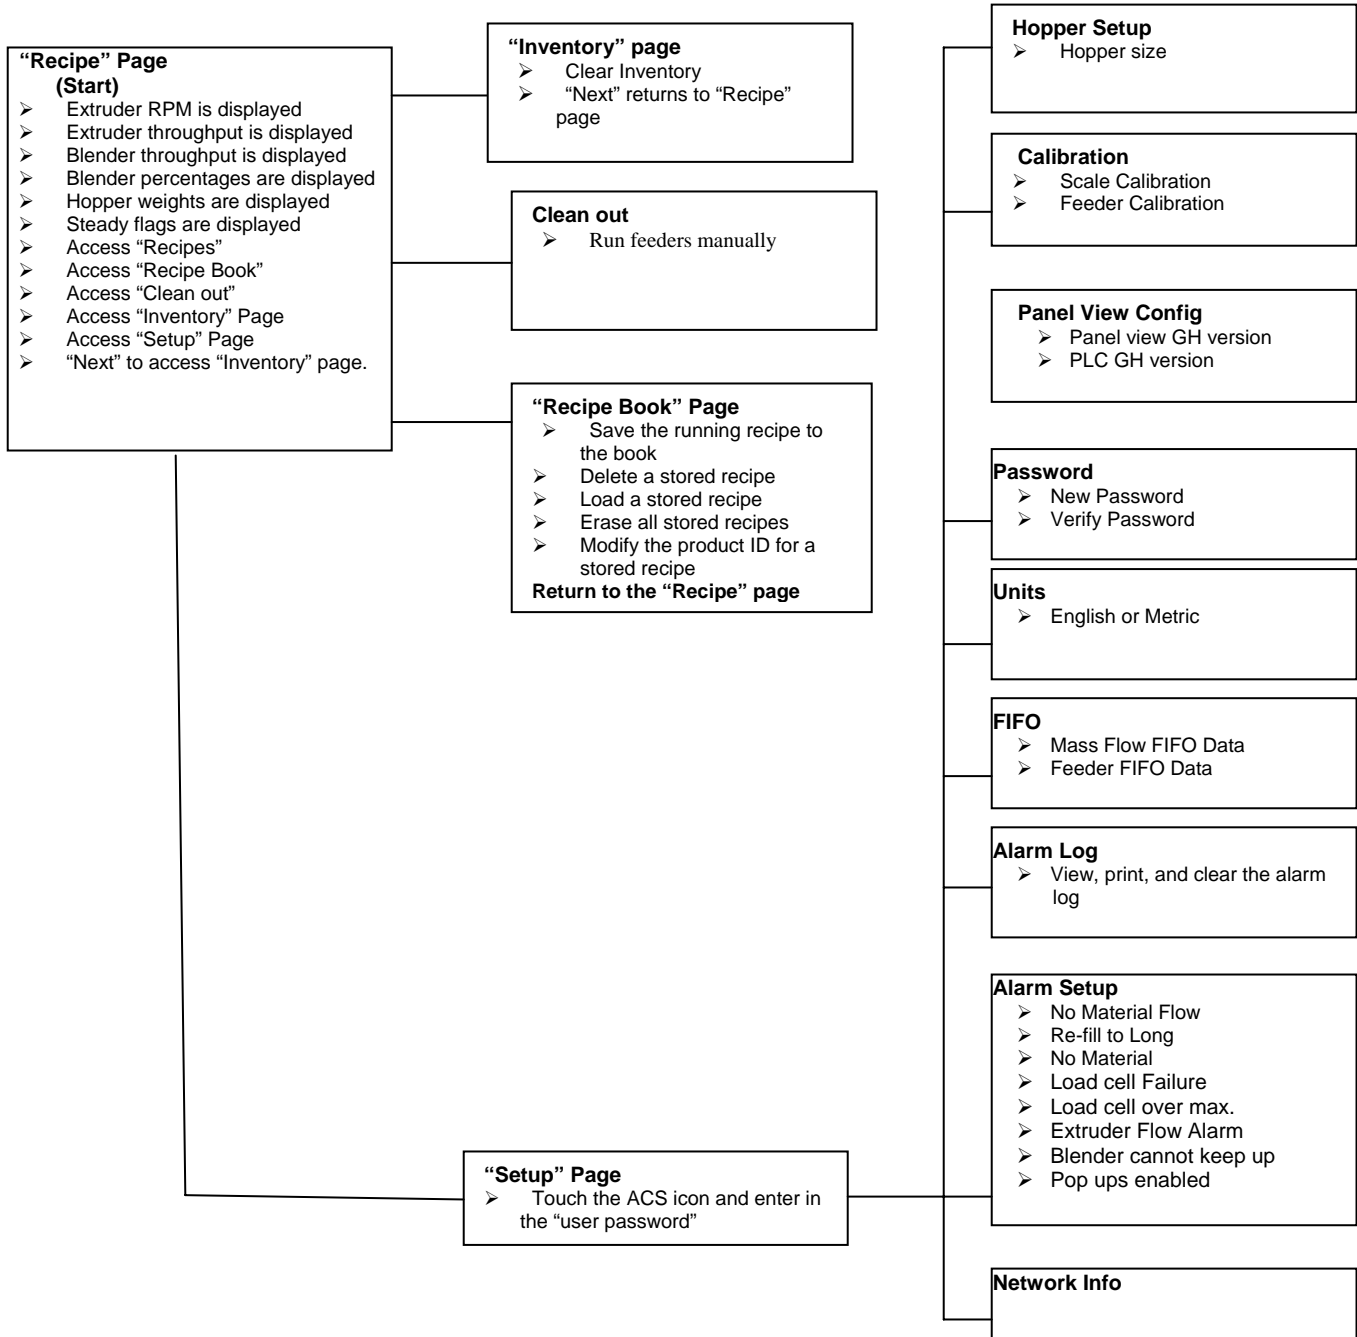 “Recipe” Page
(Start)
➢ Extruder RPM is displayed
➢ Extruder throughput is displayed
➢ Blender throughput is displayed
➢ Blender percentages are displayed
➢ Hopper weights are displayed
➢ Steady flags are displayed
➢ Access “Recipes”
➢ Access “Recipe Book”
➢ Access “Clean out”
➢ Access “Inventory” Page
➢ Access “Setup” Page
➢ “Next” to access “Inventory” page.
“Inventory” page
➢ Clear Inventory
➢ “Next” returns to “Recipe”
page
Clean out
➢ Run feeders manually
“Recipe Book” Page
➢ Save the running recipe to
the book
➢ Delete a stored recipe
➢ Load a stored recipe
➢ Erase all stored recipes
➢ Modify the product ID for a
stored recipe
Return to the “Recipe” page
“Setup” Page
➢ Touch the ACS icon and enter in
the “user password”
Hopper Setup
➢ Hopper size
Calibration
➢ Scale Calibration
➢ Feeder Calibration
Panel View Config
➢ Panel view GH version
➢ PLC GH version
Password
➢ New Password
➢ Verify Password
Units
➢ English or Metric
FIFO
➢ Mass Flow FIFO Data
➢ Feeder FIFO Data
Alarm Log
➢ View, print, and clear the alarm
log
Alarm Setup
➢ No Material Flow
➢ Re-fill to Long
➢ No Material
➢ Load cell Failure
➢ Load cell over max.
➢ Extruder Flow Alarm
➢ Blender cannot keep up
➢ Pop ups enabled
Network Info